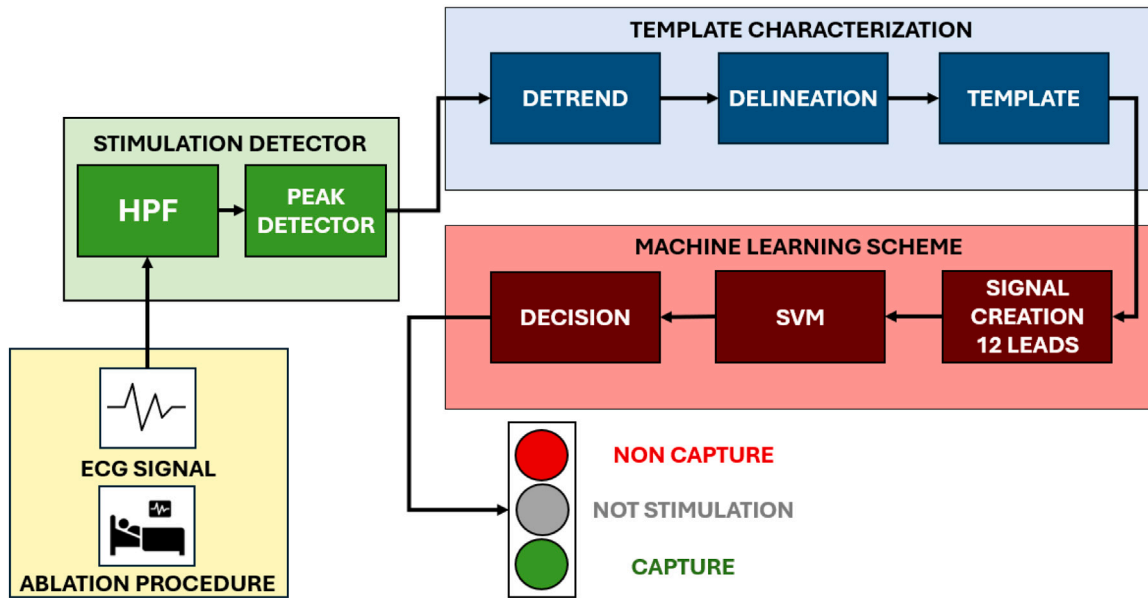 TEMPLATE CHARACTERIZATION
DETREND
DELINEATION
TEMPLATE
STIMULATION DETECTOR
HPF
PEAK
DETECTOR
MACHINE LEARNING SCHEME
DECISION
SVM
SIGNAL
CREATION
12 LEADS
ECG SIGNAL
ABLATION PROCEDURE
NON CAPTURE
NOT STIMULATION
CAPTURE